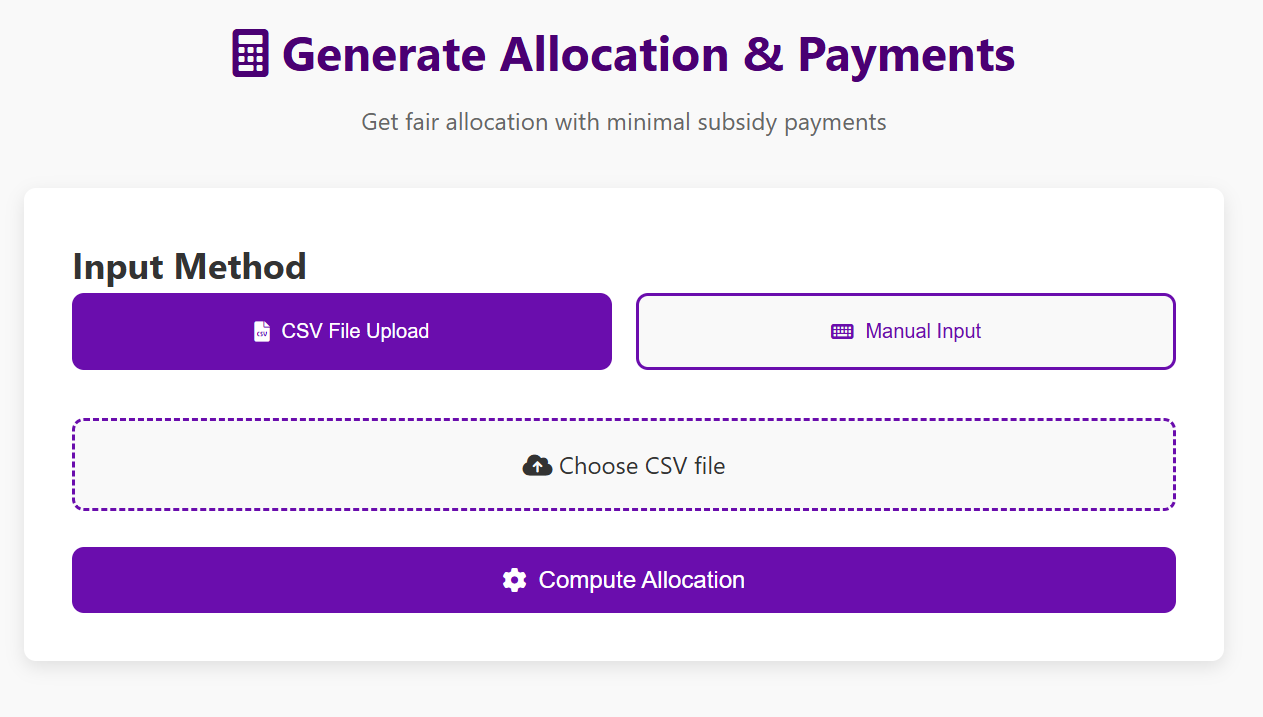 Generate Allocation & Payments
Get fair allocation with minimal subsidy payments
Input Method
CSV File Upload
Manual Input
Choose CSV file
Compute Allocation